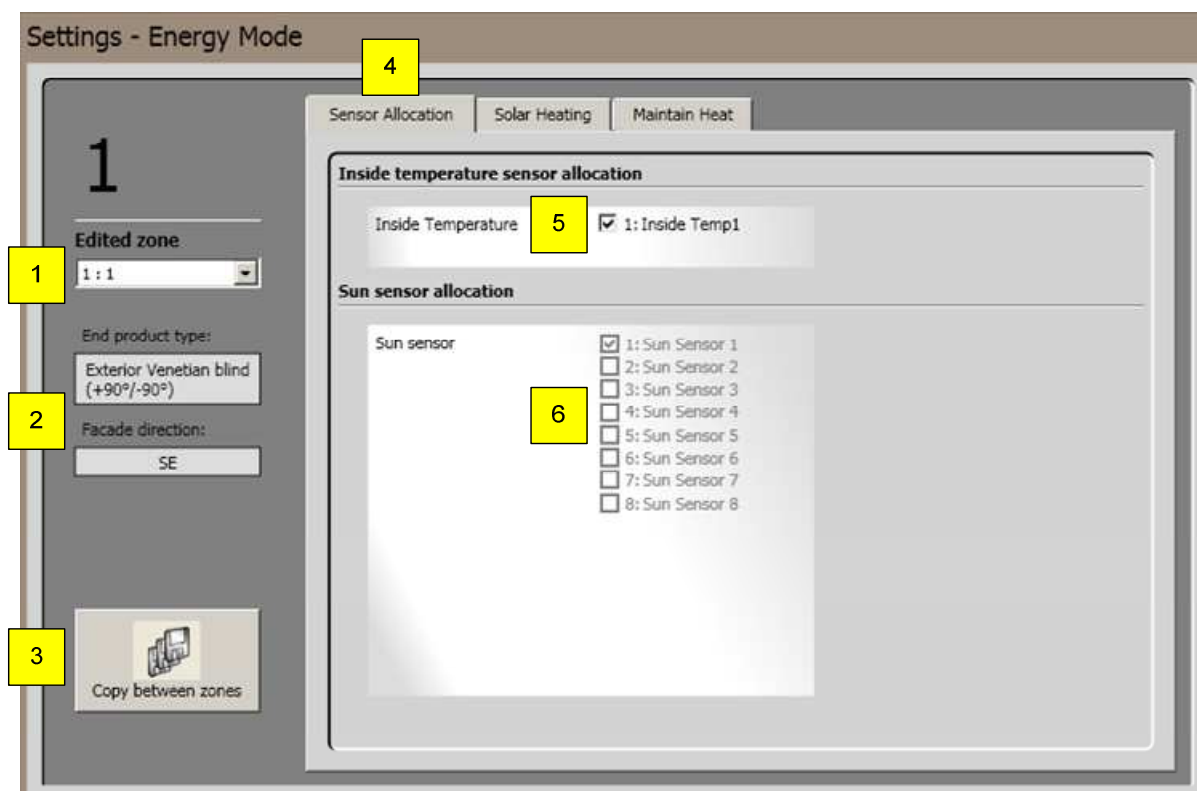 Settings - Energy Mode
4
Sensor Allocation Solar Heating Maintain Heat
1
Edited zone
1
1 : 1
End product type:
Exterior Venetian blind
(+90°/-90°)
2
Facade direction:
SE
3
Copy between zones
Inside temperature sensor allocation
Inside Temperature 5 1: Inside Temp1
Sun sensor allocation
Sun sensor
1: Sun Sensor 1
2: Sun Sensor 2
3: Sun Sensor 3
6
4: Sun Sensor 4
5: Sun Sensor 5
6: Sun Sensor 6
7: Sun Sensor 7
8: Sun Sensor 8